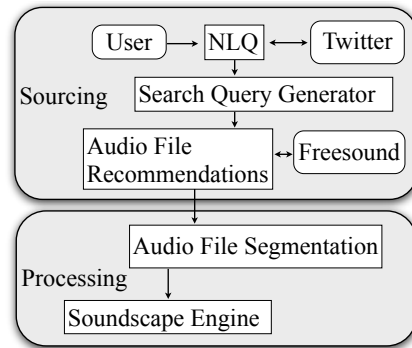 User
NLQ
Twitter
Sourcing
Search Query Generator
Audio File
Recommendations
Freesound
Audio File Segmentation
Processing
Soundscape Engine